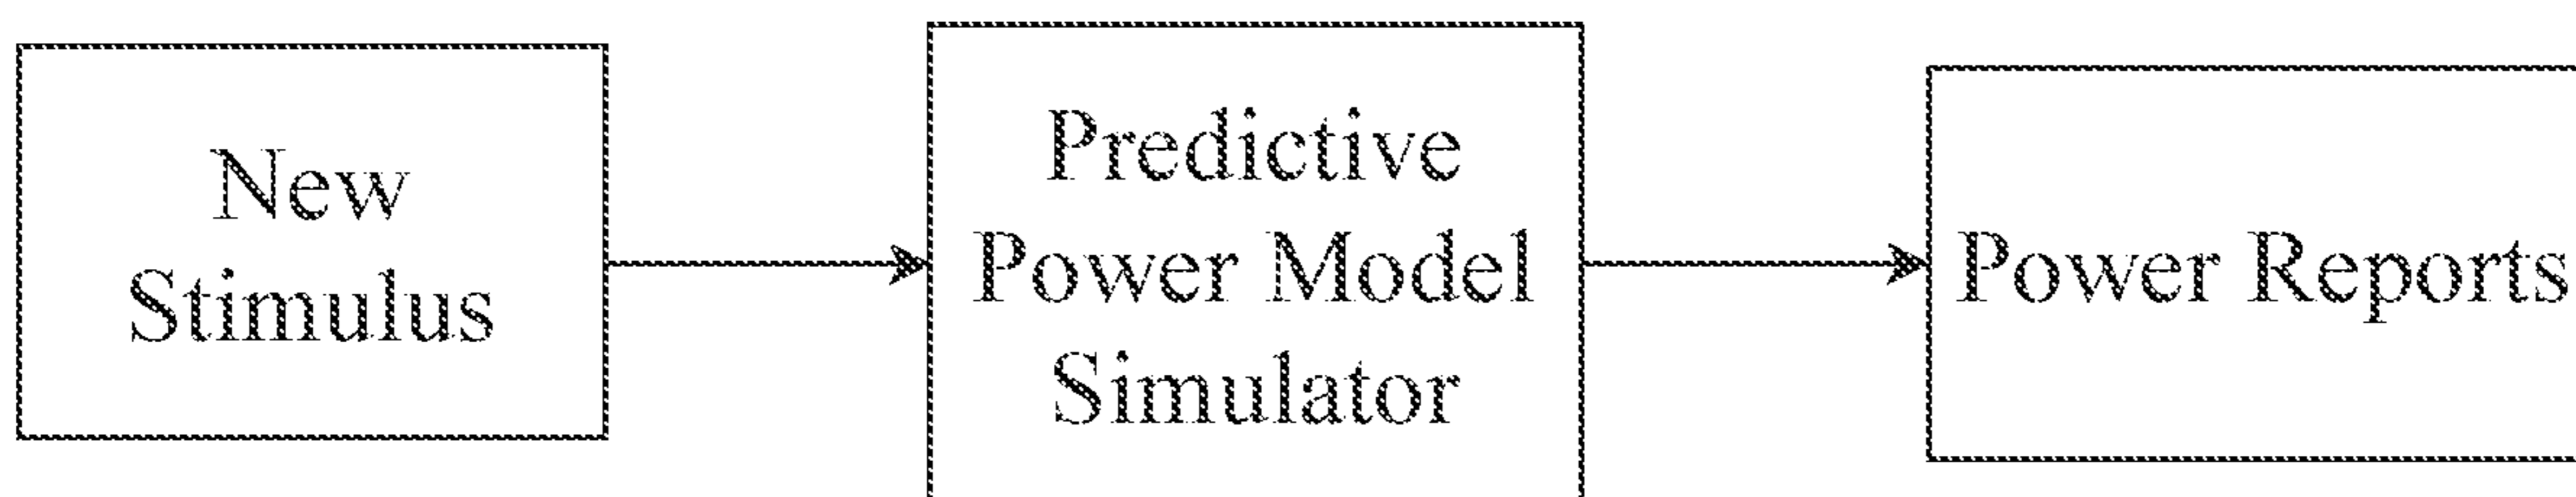 New
Stimulus
Predictive
Power Model
Simulator
Power Reports